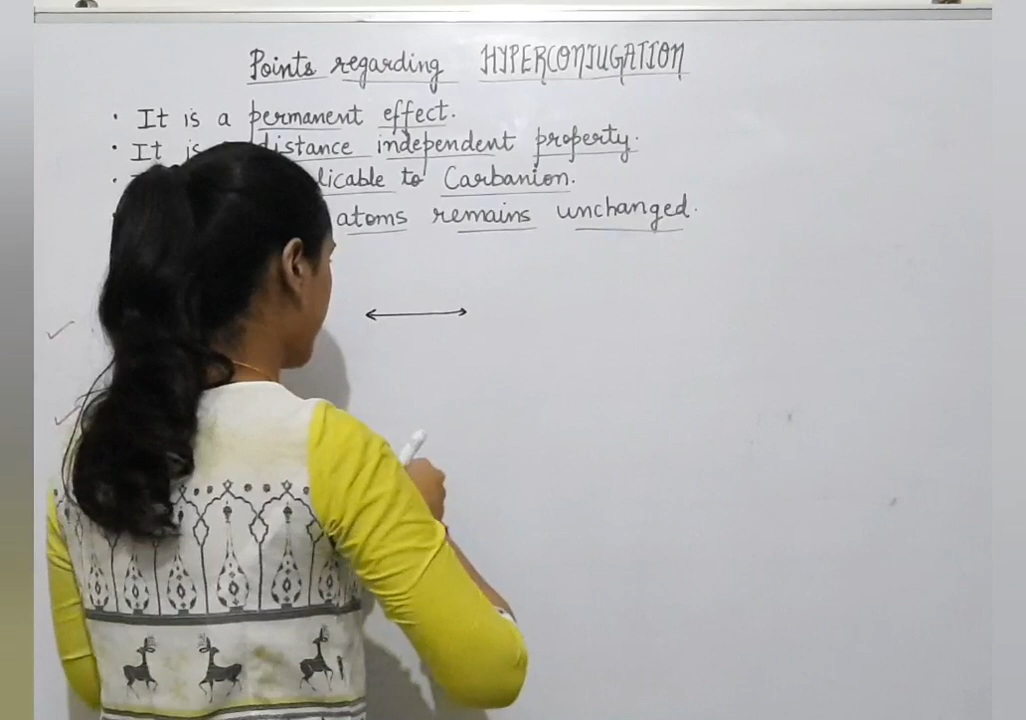 Points regarding HYPERCONJUGATION
· It is a permanent effect.
· It is distance independent property.
· licable to Carbanion.
atoms remains unchanged.